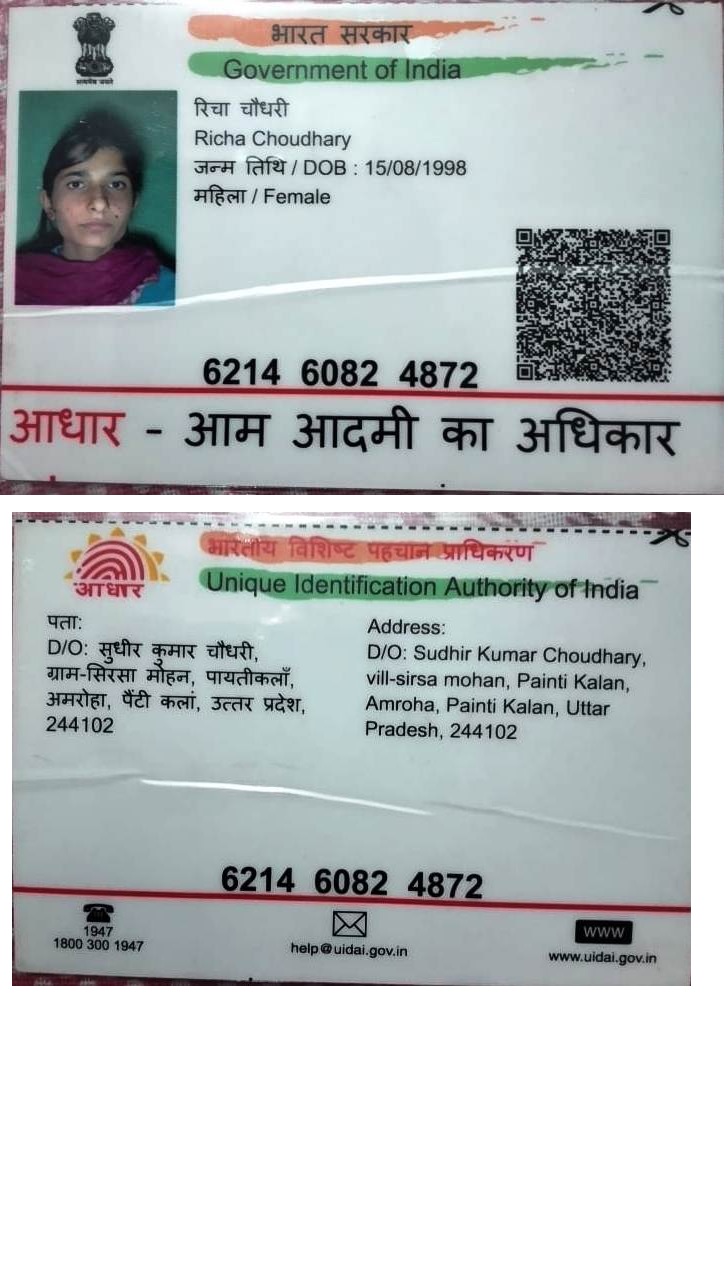 सत्यमेव जयते
भारत सरकार
Government of India
रिचा चौधरी
Richa Choudhary
जन्म तिथि / DOB : 15/08/1998
महिला / Female
6214 6082 4872
आधार - आम आदमी का अधिकार
भारतीय विशिष्ट पहचान प्राधिकरण
आधार
Unique Identification Authority of India
पता:
D/O: सुधीर कुमार चौधरी,
ग्राम-सिरसा मोहन, पायतीकलाँ,
अमरोहा, पैंटी कलां, उत्तर प्रदेश,
244102
Address:
D/O: Sudhir Kumar Choudhary,
vill-sirsa mohan, Painti Kalan,
Amroha, Painti Kalan, Uttar
Pradesh, 244102
6214 6082 4872
1947
1800 300 1947
help@uidai.gov.in
WWW
www.uidai.gov.in